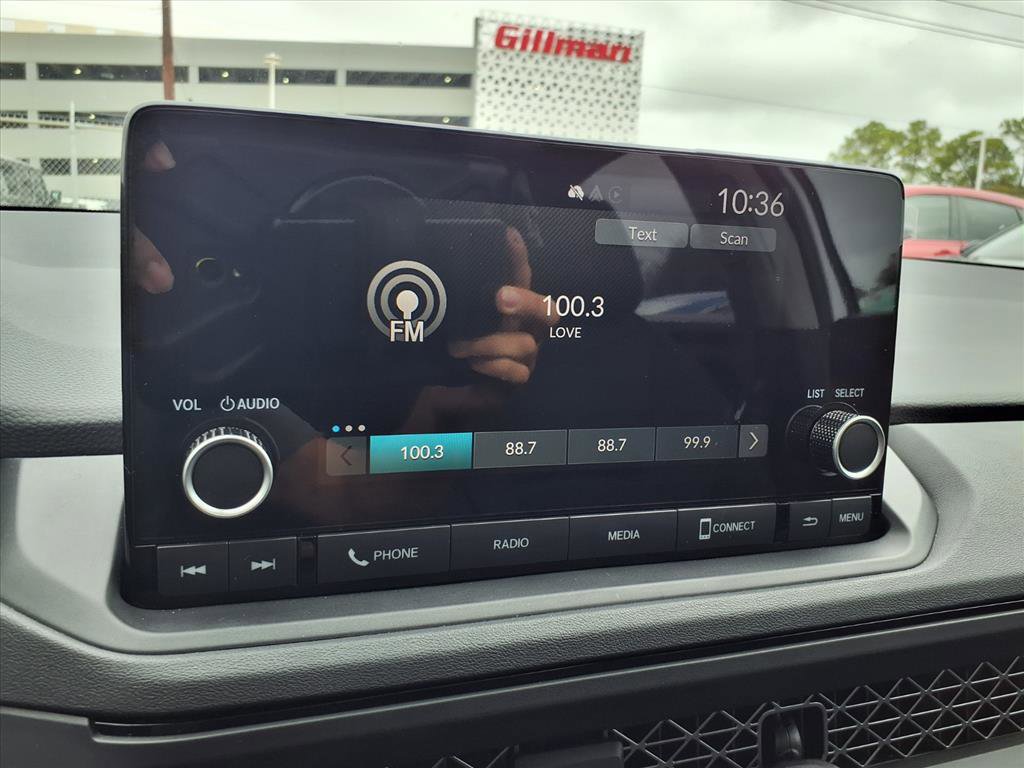 Gillman
10:36
Text Scan
100.3
LOVE
FM
VOL AUDIO
LIST SELECT
100.3 88.7 88.7 99.9
PHONE RADIO MEDIA CONNECT MENU